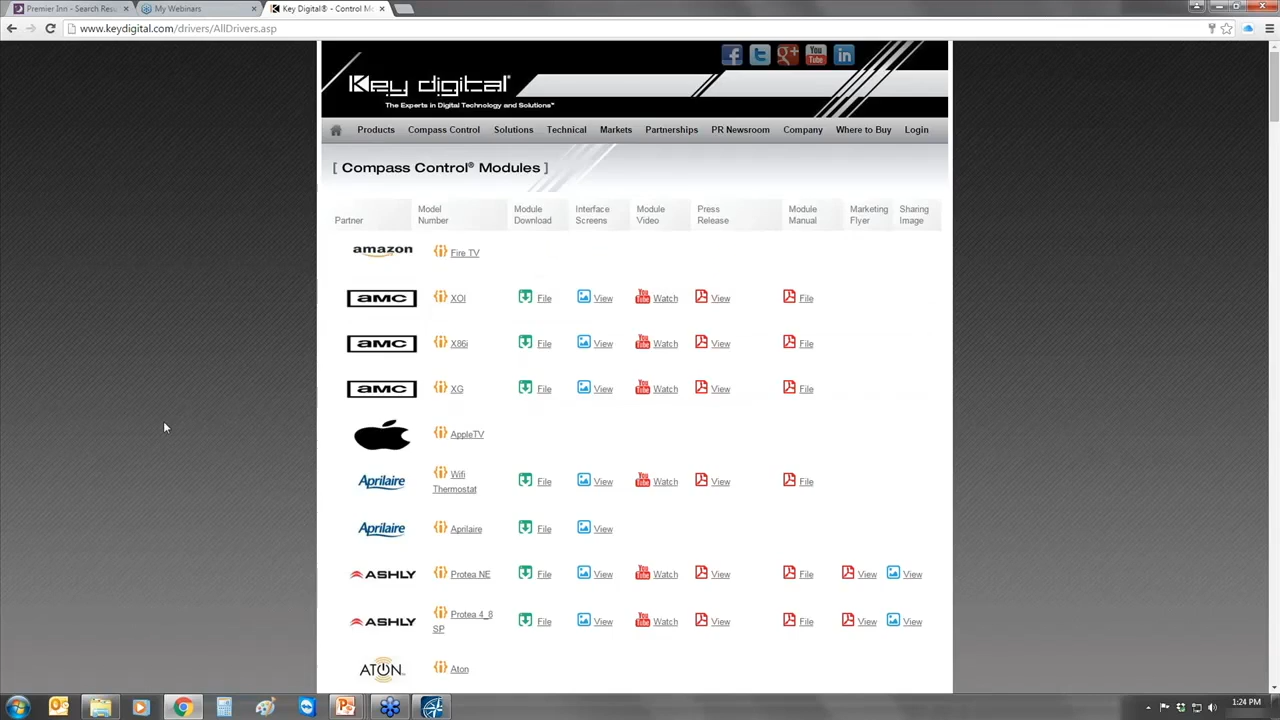 Premier Inn - Search Resu
My Webinars
Key Digital® - Control Mo
www.keydigital.com/drivers/AllDrivers.asp
Key digital®
The Experts in Digital Technology and Solutions™
Products Compass Control Solutions Technical Markets Partnerships PR Newsroom Company Where to Buy Login
[ Compass Control® Modules ]
Partner Model Number Module Download Interface Screens Module Video Press Release Module Manual Marketing Flyer Sharing Image
amazon Fire TV
AMC XOI File View Watch View File
AMC X86i File View Watch View File
AMC XG File View Watch View File
AppleTV
Aprilaire Wifi Thermostat File View Watch View File
Aprilaire Aprilaire File View
ASHLY Protea NE File View Watch View File View View
ASHLY Protea 4_8 SP File View Watch View File View View
ATON Aton
1:24 PM